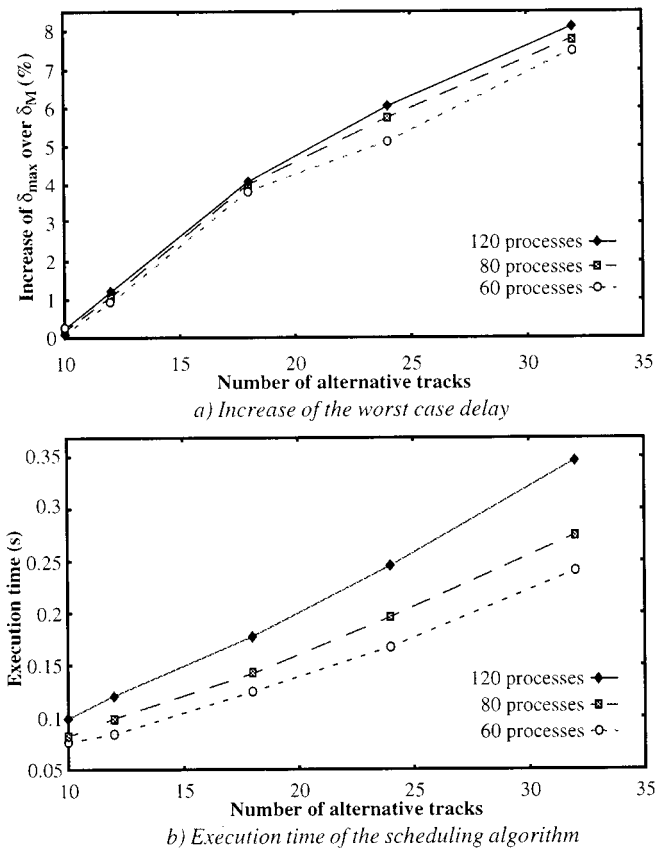 8
7
6
5
4
3
2
1
0
Increase of δmax over δM (%)
120 processes
80 processes
60 processes
10 15 20 25 30 35
Number of alternative tracks
a) Increase of the worst case delay
0.35
0.3
0.25
0.2
0.15
0.1
0.05
Execution time (s)
120 processes
80 processes
60 processes
10 15 20 25 30 35
Number of alternative tracks
b) Execution time of the scheduling algorithm